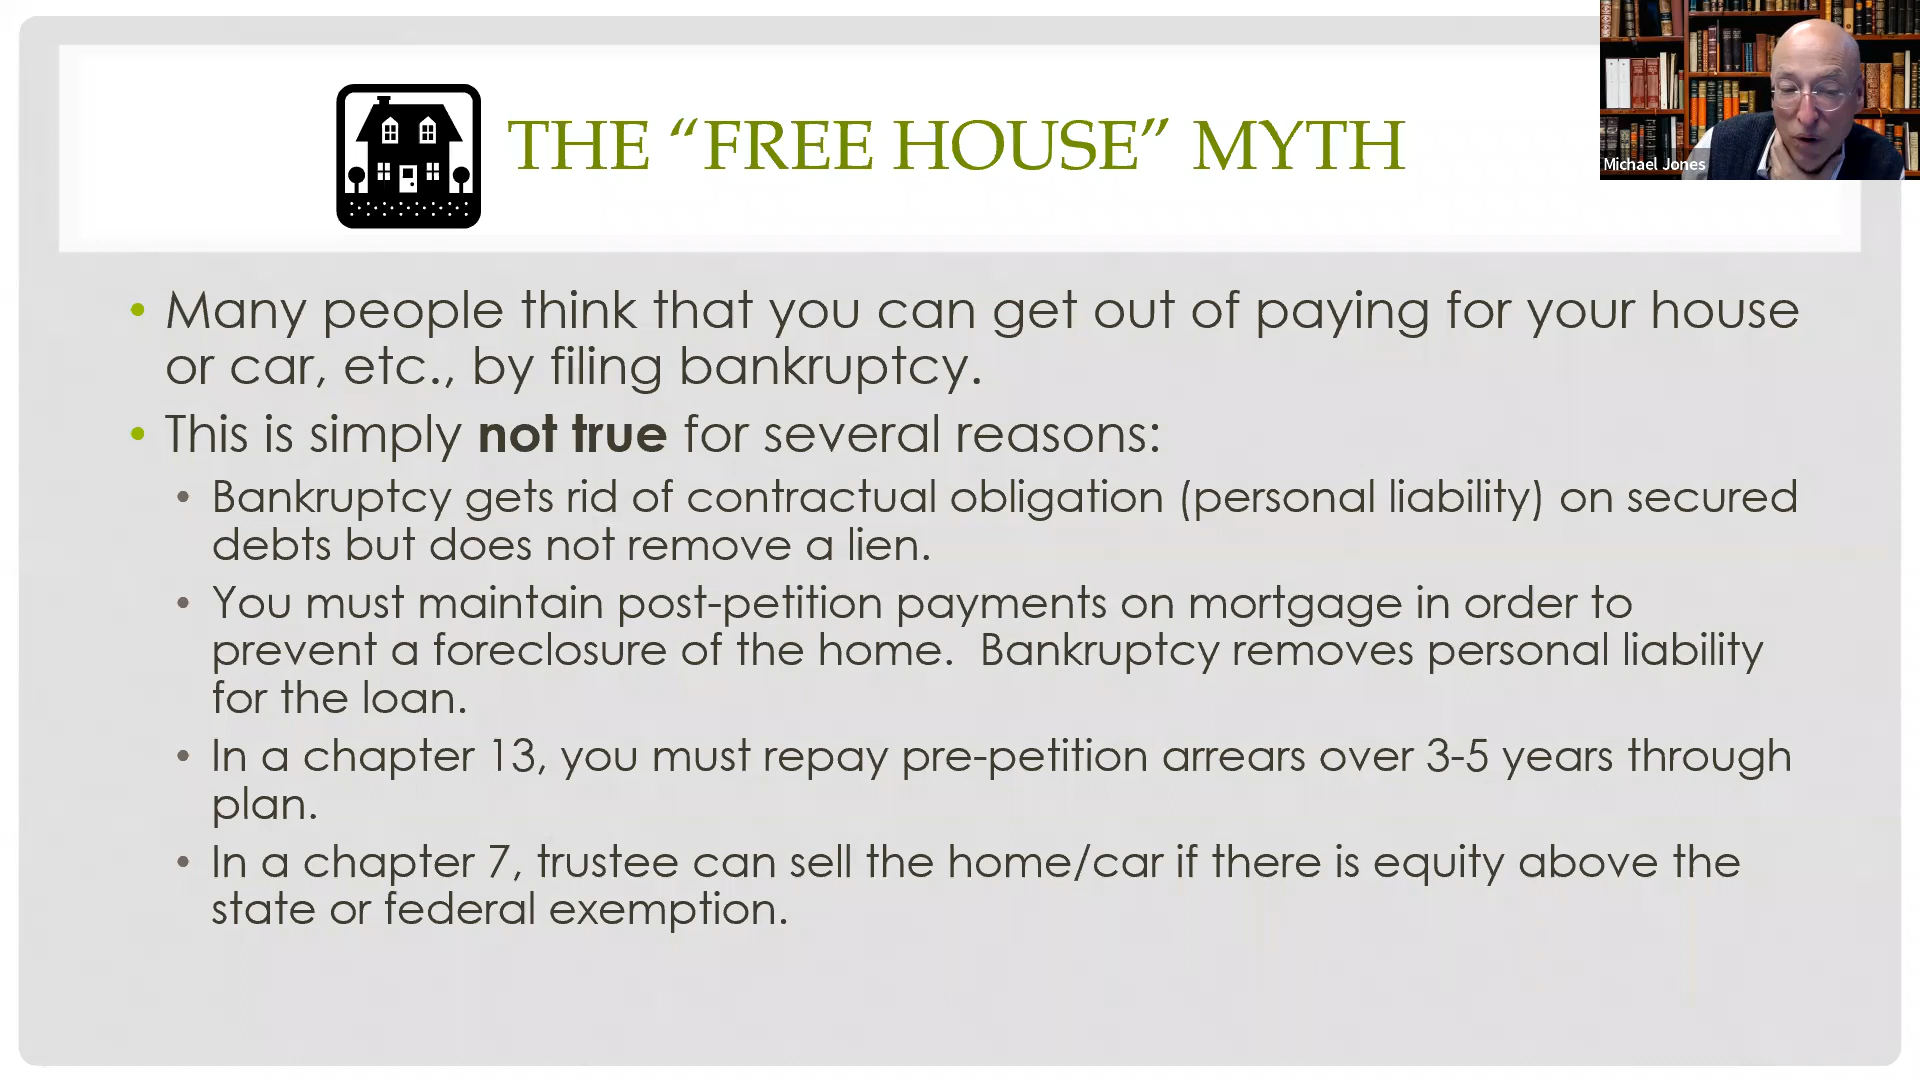 THE “FREE HOUSE” MYTH
Michael Jones
• Many people think that you can get out of paying for your house
or car, etc., by filing bankruptcy.
• This is simply not true for several reasons:
• Bankruptcy gets rid of contractual obligation (personal liability) on secured
debts but does not remove a lien.
• You must maintain post-petition payments on mortgage in order to
prevent a foreclosure of the home.  Bankruptcy removes personal liability
for the loan.
• In a chapter 13, you must repay pre-petition arrears over 3-5 years through
plan.
• In a chapter 7, trustee can sell the home/car if there is equity above the
state or federal exemption.